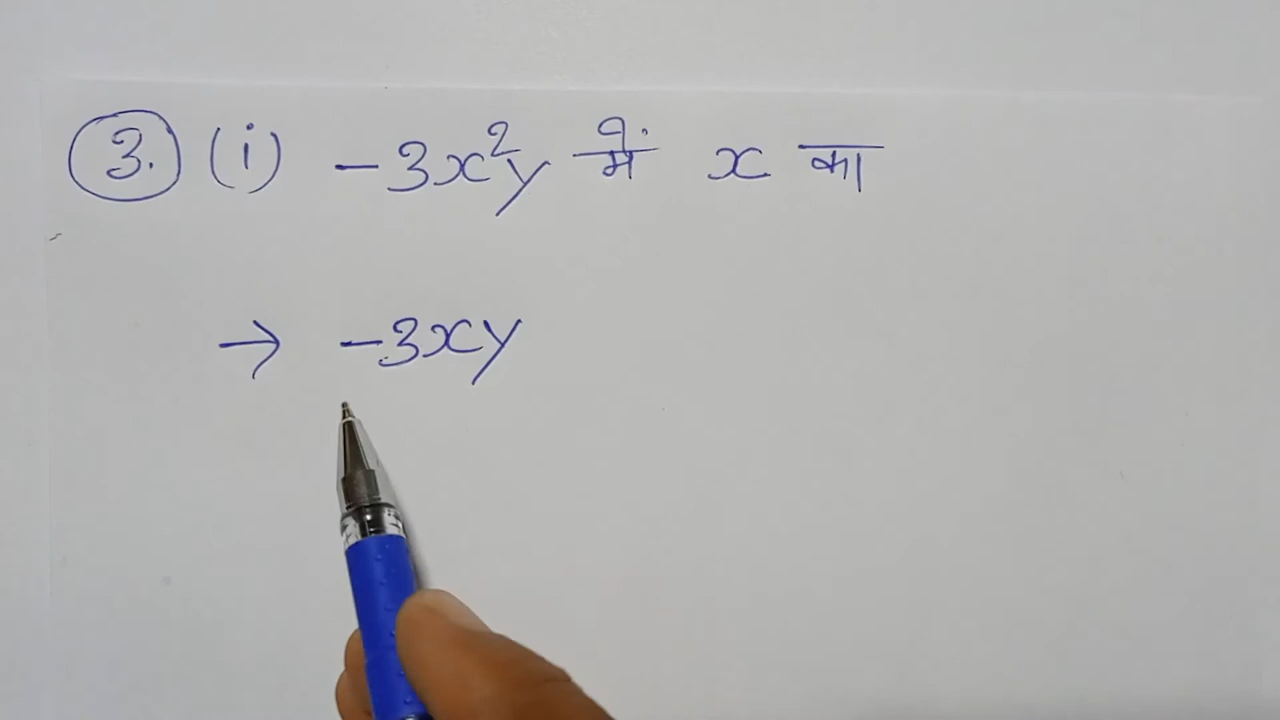 3. (i) -3x²y में x का
→ -3xy